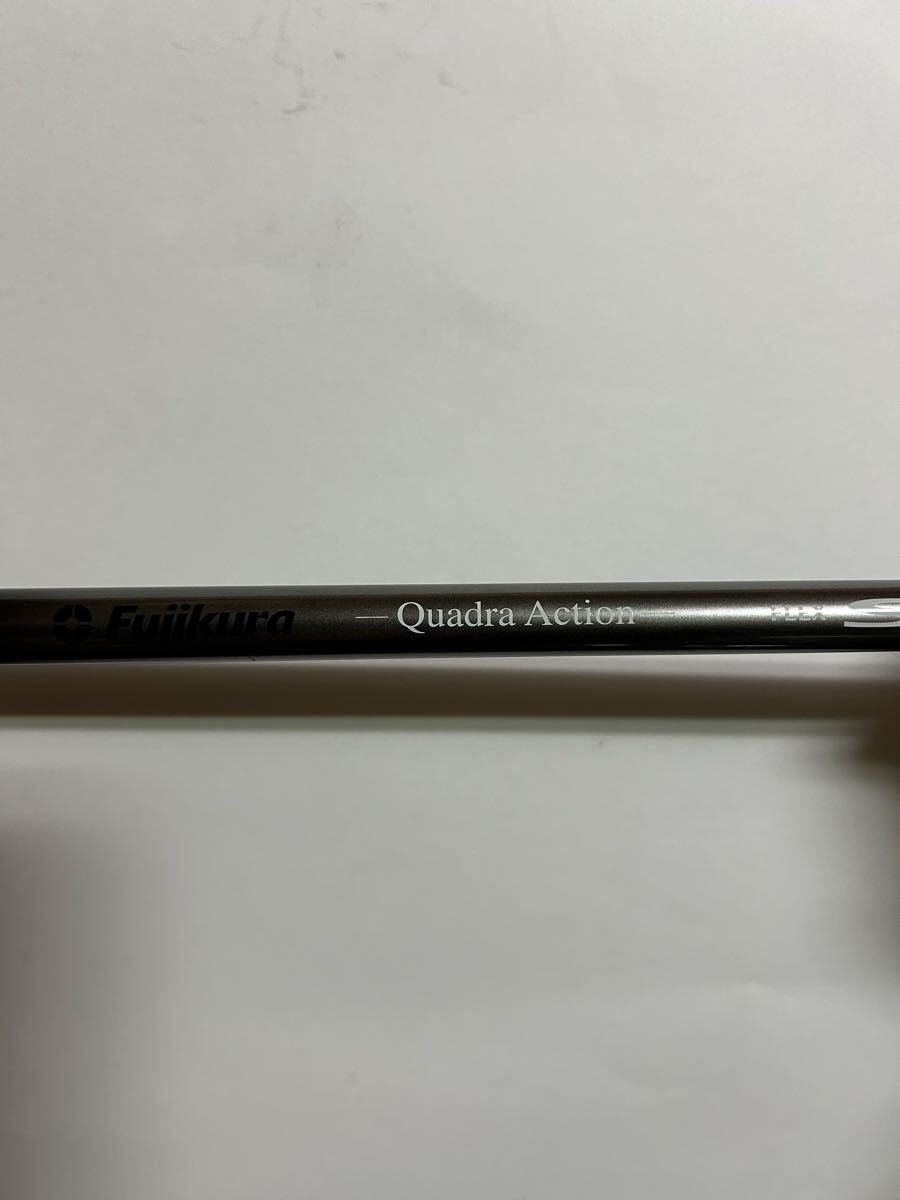 Fujikura — Quadra Action — FLEX S